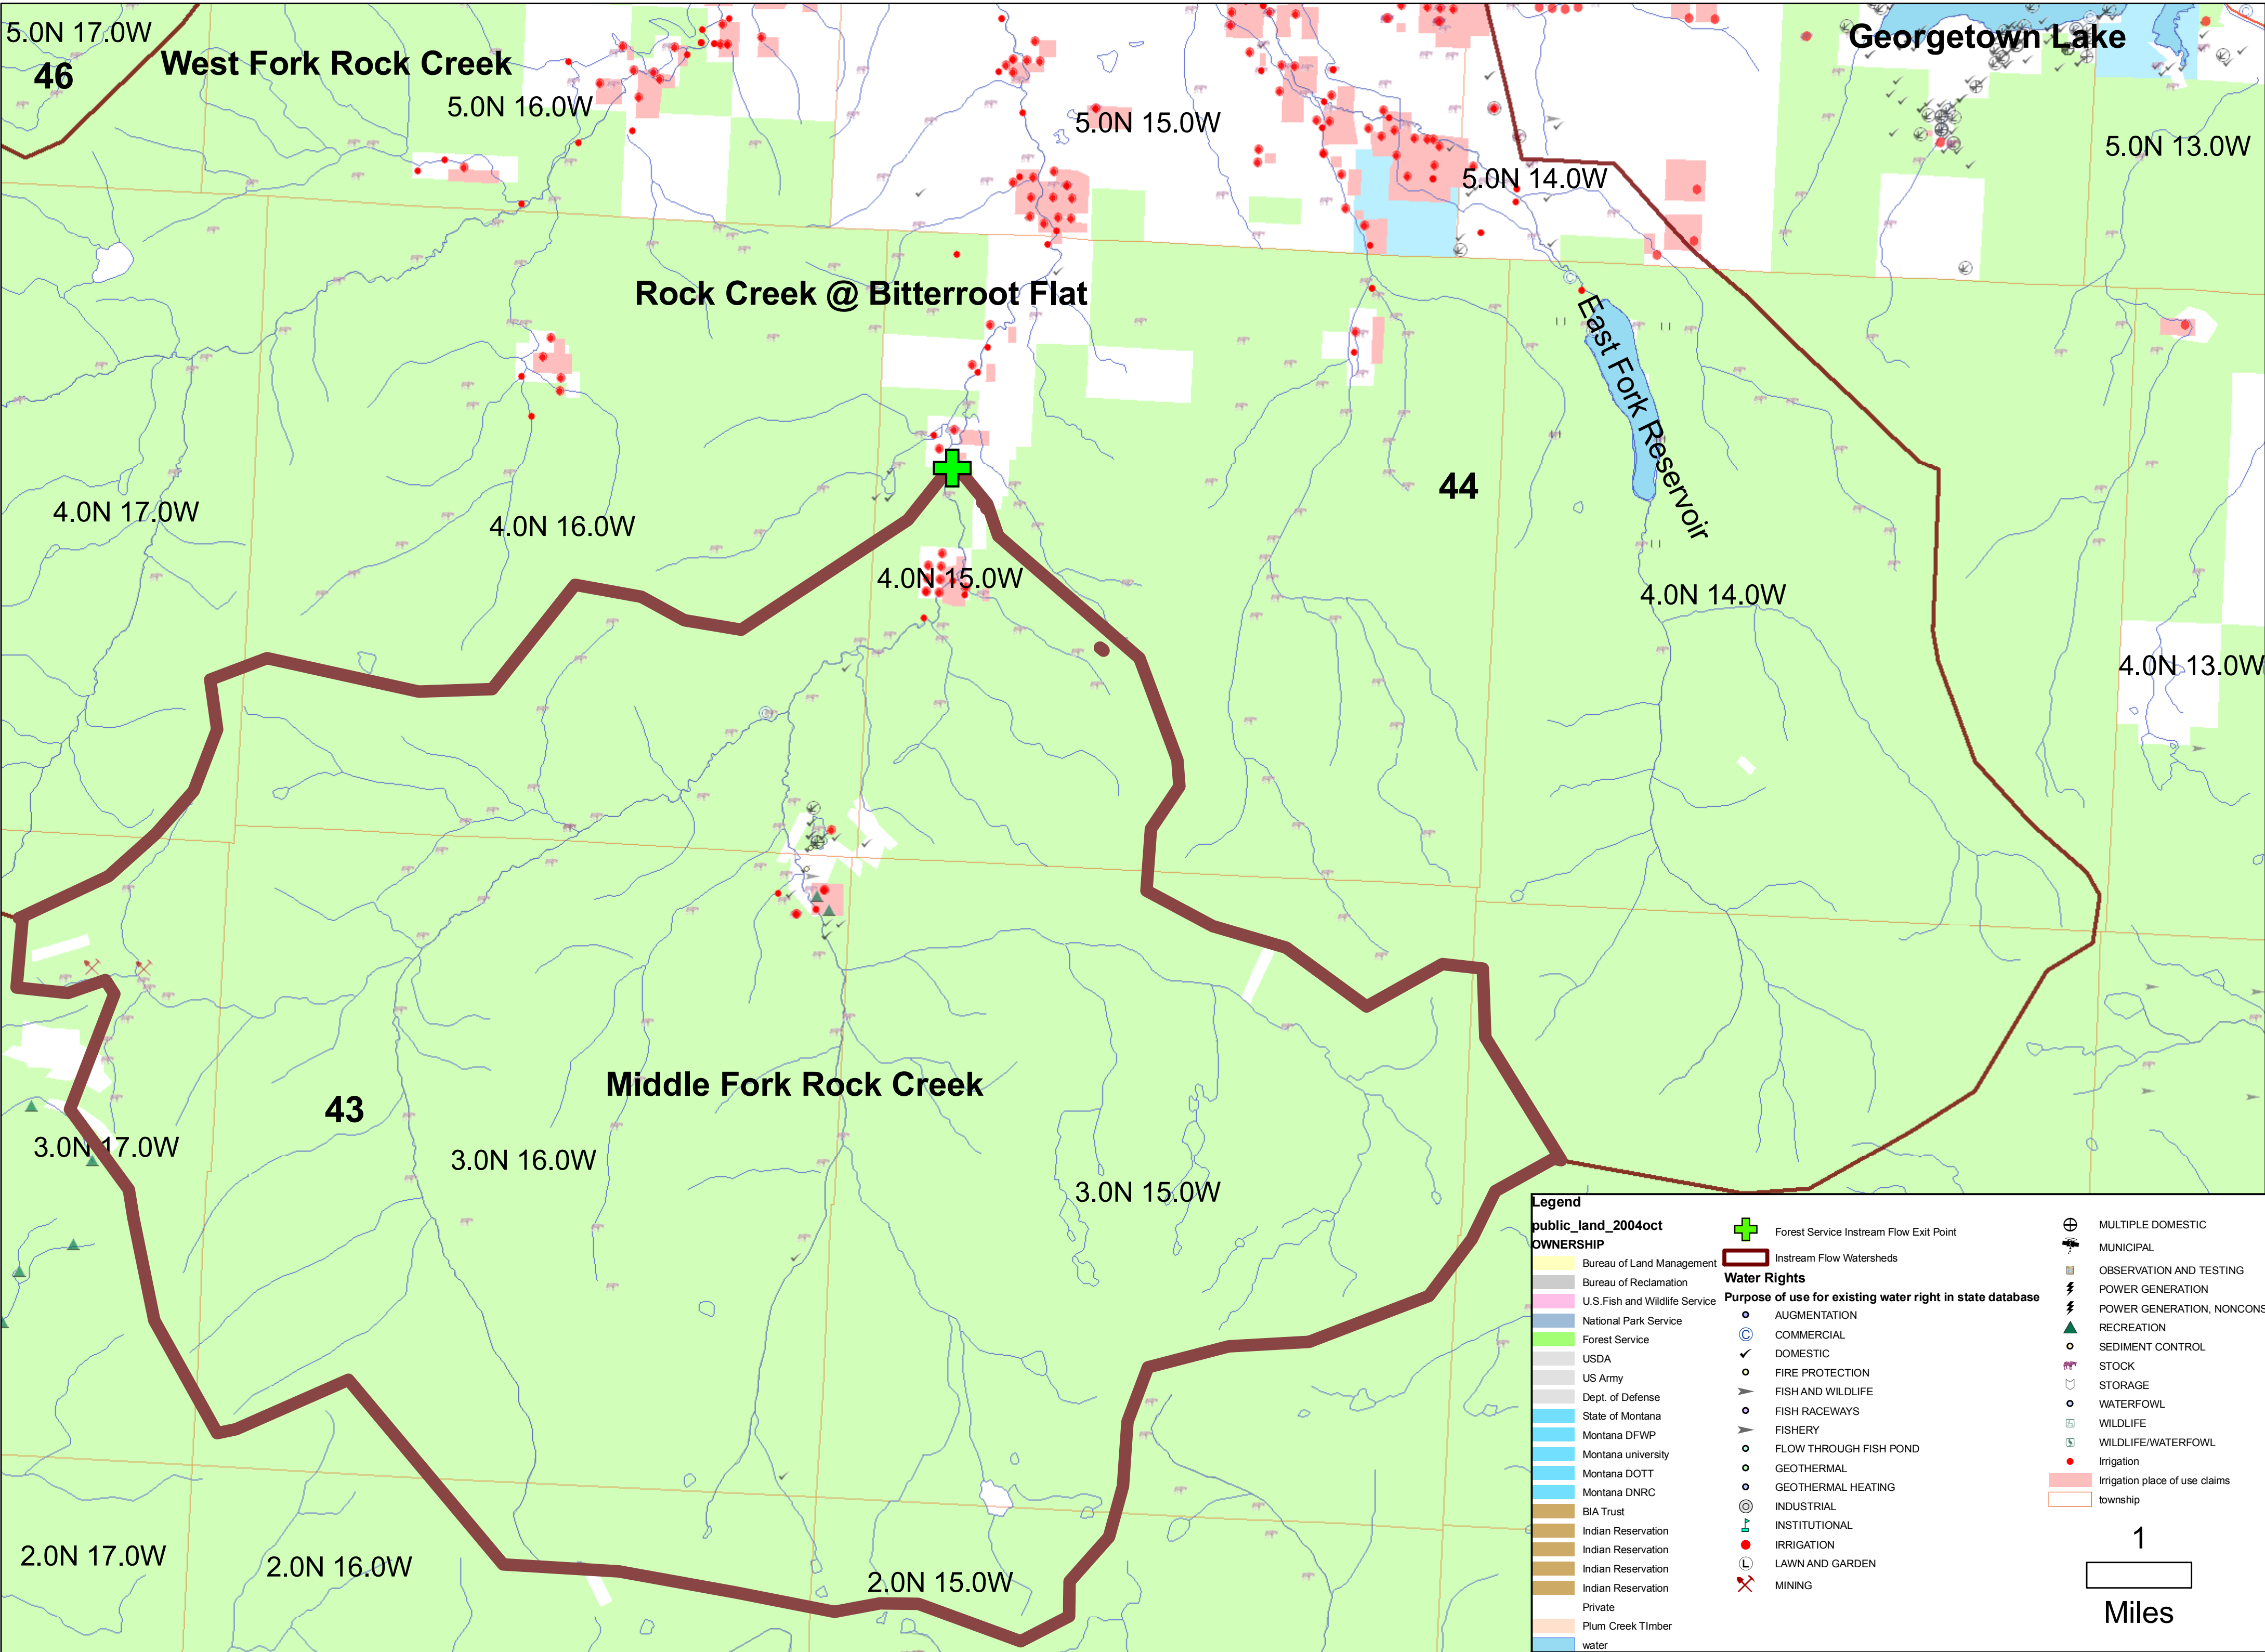 5.0N 17.0W
46
West Fork Rock Creek
5.0N 16.0W
5.0N 15.0W
5.0N 14.0W
Georgetown Lake
5.0N 13.0W
Rock Creek @ Bitterroot Flat
East Fork Reservoir
44
4.0N 17.0W
4.0N 16.0W
4.0N 15.0W
4.0N 14.0W
4.0N 13.0W
43
Middle Fork Rock Creek
3.0N 17.0W
3.0N 16.0W
3.0N 15.0W
2.0N 17.0W
2.0N 16.0W
2.0N 15.0W
Legend
public_land_2004oct
OWNERSHIP
Bureau of Land Management
Bureau of Reclamation
U.S.Fish and Wildlife Service
National Park Service
Forest Service
USDA
US Army
Dept. of Defense
State of Montana
Montana DFWP
Montana university
Montana DOTT
Montana DNRC
BIA Trust
Indian Reservation
Indian Reservation
Indian Reservation
Indian Reservation
Private
Plum Creek TImber
water
Forest Service Instream Flow Exit Point
Instream Flow Watersheds
Water Rights
Purpose of use for existing water right in state database
AUGMENTATION
C COMMERCIAL
DOMESTIC
FIRE PROTECTION
FISH AND WILDLIFE
FISH RACEWAYS
FISHERY
FLOW THROUGH FISH POND
GEOTHERMAL
GEOTHERMAL HEATING
INDUSTRIAL
INSTITUTIONAL
IRRIGATION
L LAWN AND GARDEN
MINING
MULTIPLE DOMESTIC
MUNICIPAL
OBSERVATION AND TESTING
POWER GENERATION
POWER GENERATION, NONCONS
RECREATION
SEDIMENT CONTROL
STOCK
STORAGE
WATERFOWL
WILDLIFE
WILDLIFE/WATERFOWL
Irrigation
Irrigation place of use claims
township
1
Miles